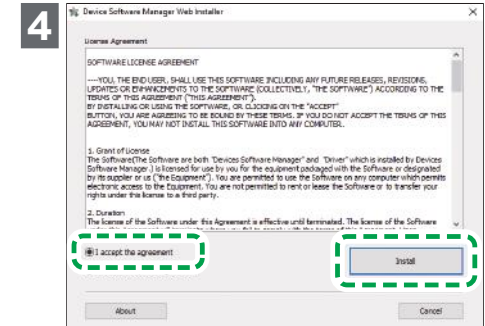 4
Device Software Manager Web Installer
License Agreement
SOFTWARE LICENSE AGREEMENT
----YOU, THE END USER, SHALL USE THIS SOFTWARE INCLUDING ANY FUTURE RELEASES, REVISIONS,
UPDATES OR ENHANCEMENTS TO THE SOFTWARE (COLLECTIVELY, "THE SOFTWARE") ACCORDING TO THE
TERMS OF THIS AGREEMENT ("THIS AGREEMENT").
BY INSTALLING OR USING THE SOFTWARE, OR CLICKING ON THE "ACCEPT"
BUTTON, YOU ARE AGREEING TO BE BOUND BY THESE TERMS. IF YOU DO NOT ACCEPT THE TERMS OF THIS
AGREEMENT, YOU MAY NOT INSTALL THIS SOFTWARE INTO ANY COMPUTER.
1. Grant of License
The Software(The Software are both "Devices Software Manager" and "Driver" which is installed by Devices
Software Manager.) is licensed for use by you for the equipment packaged with the Software or designated
by its supplier or us ("the Equipment"). You are permitted to use the Software on any computer which permits
electronic access to the Equipment. You are not permitted to rent or lease the Software or to transfer your
rights under this license to a third party.
2. Duration
The license of the Software under this Agreement is effective until terminated. The license of the Software
I accept the agreement
Install
About
Cancel